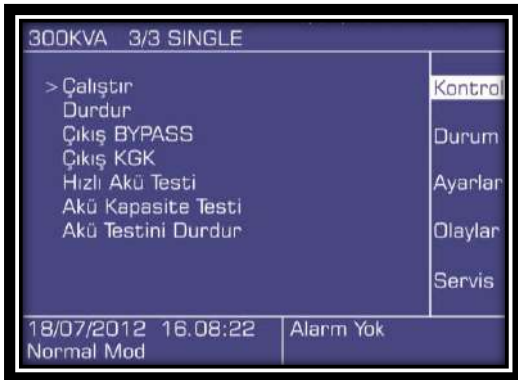 300KVA 3/3 SINGLE
> Çalıştır
Durdur
Çıkış BYPASS
Çıkış KGK
Hızlı Akü Testi
Akü Kapasite Testi
Akü Testini Durdur
Kontrol
Durum
Ayarlar
Olaylar
Servis
18/07/2012 16.08:22
Normal Mod
Alarm Yok